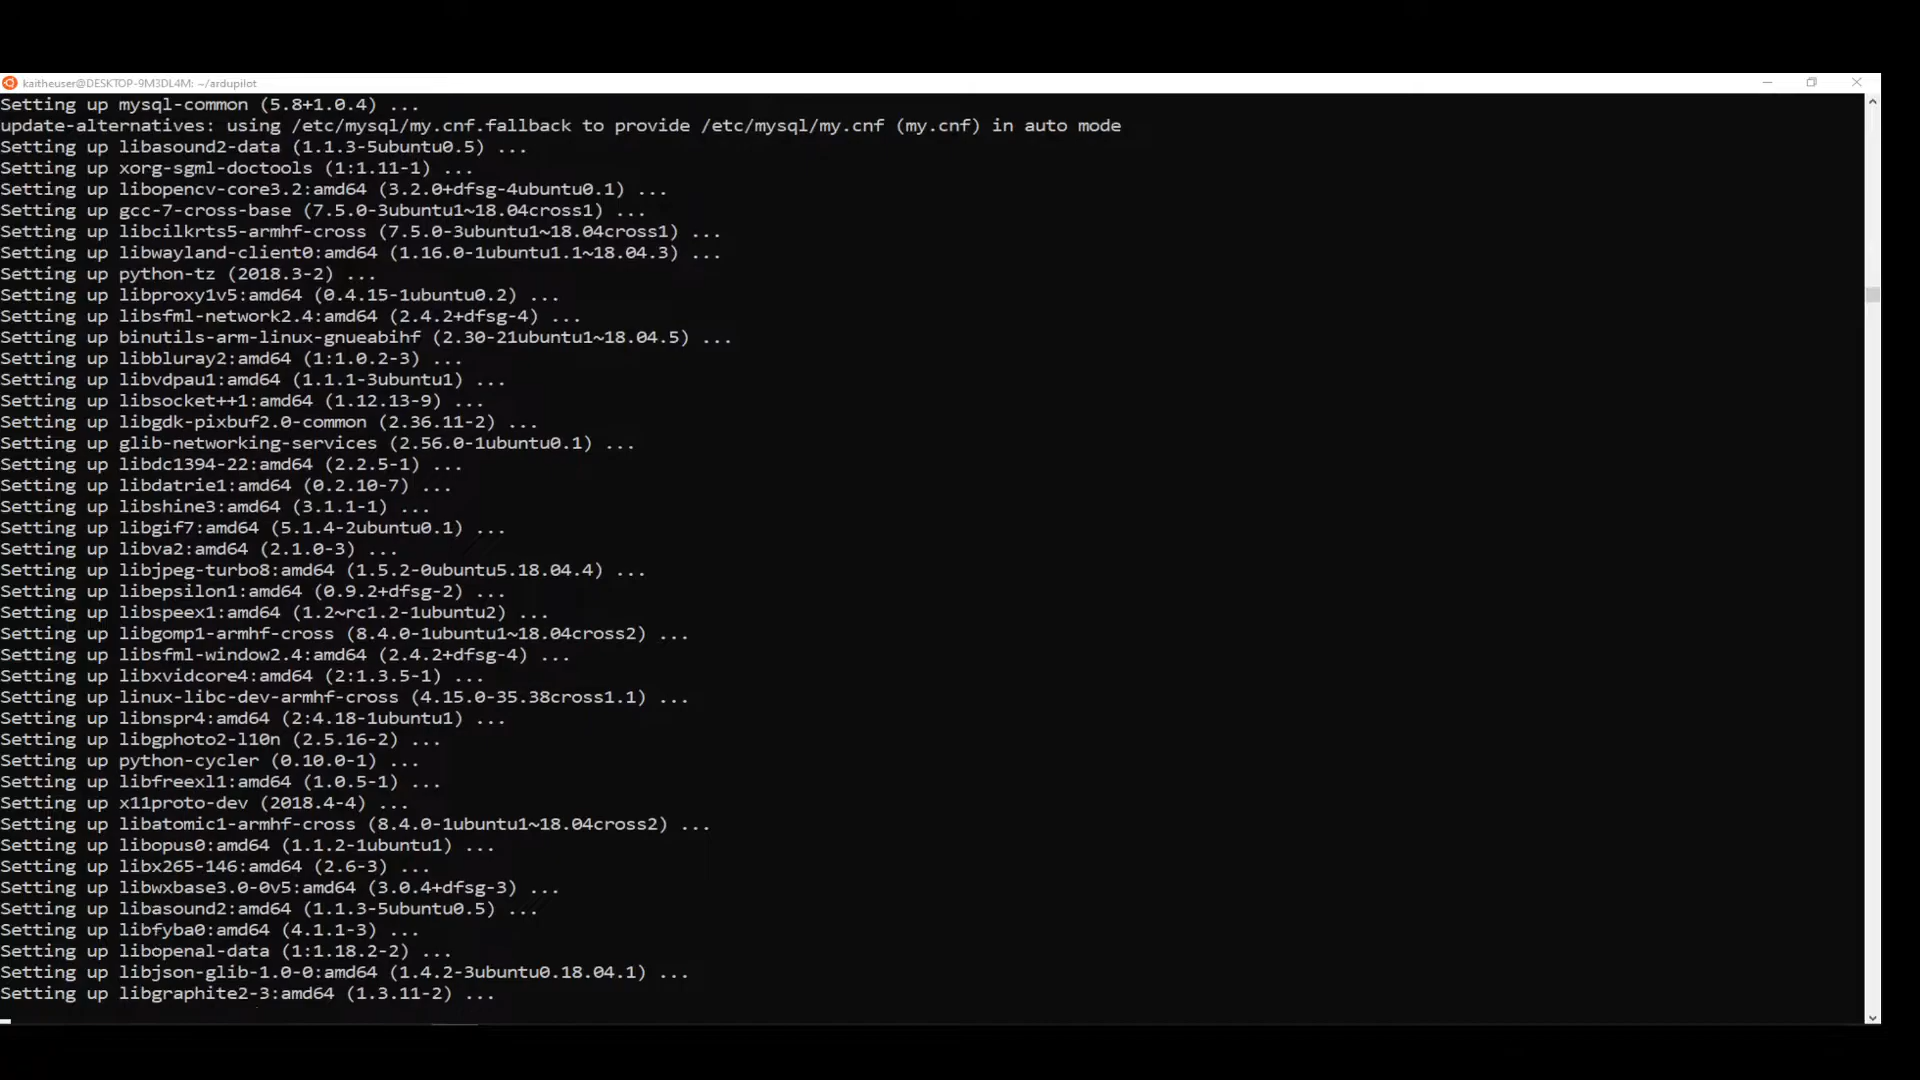 kaitheuser@DESKTOP-9M3DL4M: ~/ardupilot
Setting up mysql-common (5.8+1.0.4) ...
update-alternatives: using /etc/mysql/my.cnf.fallback to provide /etc/mysql/my.cnf (my.cnf) in auto mode
Setting up libasound2-data (1.1.3-5ubuntu0.5) ...
Setting up xorg-sgml-doctools (1:1.11-1) ...
Setting up libopencv-core3.2:amd64 (3.2.0+dfsg-4ubuntu0.1) ...
Setting up gcc-7-cross-base (7.5.0-3ubuntu1~18.04cross1) ...
Setting up libcilkrts5-armhf-cross (7.5.0-3ubuntu1~18.04cross1) ...
Setting up libwayland-client0:amd64 (1.16.0-1ubuntu1.1~18.04.3) ...
Setting up python-tz (2018.3-2) ...
Setting up libproxy1v5:amd64 (0.4.15-1ubuntu0.2) ...
Setting up libsfml-network2.4:amd64 (2.4.2+dfsg-4) ...
Setting up binutils-arm-linux-gnueabihf (2.30-21ubuntu1~18.04.5) ...
Setting up libbluray2:amd64 (1:1.0.2-3) ...
Setting up libvdpau1:amd64 (1.1.1-3ubuntu1) ...
Setting up libsocket++1:amd64 (1.12.13-9) ...
Setting up libgdk-pixbuf2.0-common (2.36.11-2) ...
Setting up glib-networking-services (2.56.0-1ubuntu0.1) ...
Setting up libdc1394-22:amd64 (2.2.5-1) ...
Setting up libdatrie1:amd64 (0.2.10-7) ...
Setting up libshine3:amd64 (3.1.1-1) ...
Setting up libgif7:amd64 (5.1.4-2ubuntu0.1) ...
Setting up libva2:amd64 (2.1.0-3) ...
Setting up libjpeg-turbo8:amd64 (1.5.2-0ubuntu5.18.04.4) ...
Setting up libepsilon1:amd64 (0.9.2+dfsg-2) ...
Setting up libspeex1:amd64 (1.2~rc1.2-1ubuntu2) ...
Setting up libgomp1-armhf-cross (8.4.0-1ubuntu1~18.04cross2) ...
Setting up libsfml-window2.4:amd64 (2.4.2+dfsg-4) ...
Setting up libxvidcore4:amd64 (2:1.3.5-1) ...
Setting up linux-libc-dev-armhf-cross (4.15.0-35.38cross1.1) ...
Setting up libnspr4:amd64 (2:4.18-1ubuntu1) ...
Setting up libgphoto2-l10n (2.5.16-2) ...
Setting up python-cycler (0.10.0-1) ...
Setting up libfreexl1:amd64 (1.0.5-1) ...
Setting up x11proto-dev (2018.4-4) ...
Setting up libatomic1-armhf-cross (8.4.0-1ubuntu1~18.04cross2) ...
Setting up libopus0:amd64 (1.1.2-1ubuntu1) ...
Setting up libx265-146:amd64 (2.6-3) ...
Setting up libwxbase3.0-0v5:amd64 (3.0.4+dfsg-3) ...
Setting up libasound2:amd64 (1.1.3-5ubuntu0.5) ...
Setting up libfyba0:amd64 (4.1.1-3) ...
Setting up libopenal-data (1:1.18.2-2) ...
Setting up libjson-glib-1.0-0:amd64 (1.4.2-3ubuntu0.18.04.1) ...
Setting up libgraphite2-3:amd64 (1.3.11-2) ...